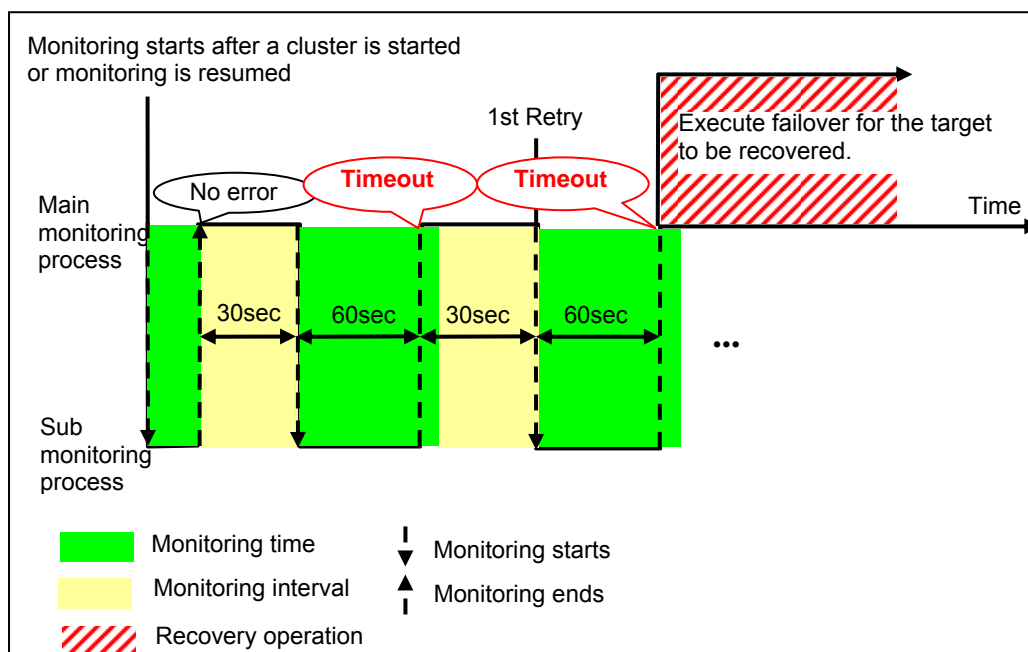 Monitoring starts after a cluster is started
or monitoring is resumed
1st Retry
Execute failover for the target
to be recovered.
No error
Timeout
Timeout
Time
Main
monitoring
process
30sec
60sec
30sec
60sec
...
Sub
monitoring
process
Monitoring time
Monitoring starts
Monitoring interval
Monitoring ends
Recovery operation